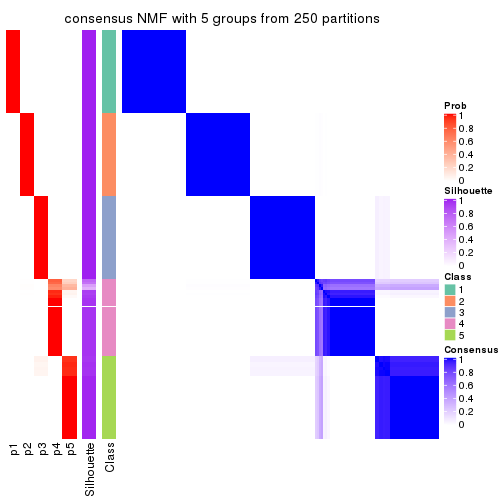 consensus NMF with 5 groups from 250 partitions
Prob
1
0.8
0.6
0.4
0.2
0
Silhouette
1
0.8
0.6
0.4
0.2
0
Class
1
2
3
4
5
Consensus
1
0.8
0.6
0.4
0.2
0
p1
p2
p3
p4
p5
Silhouette
Class